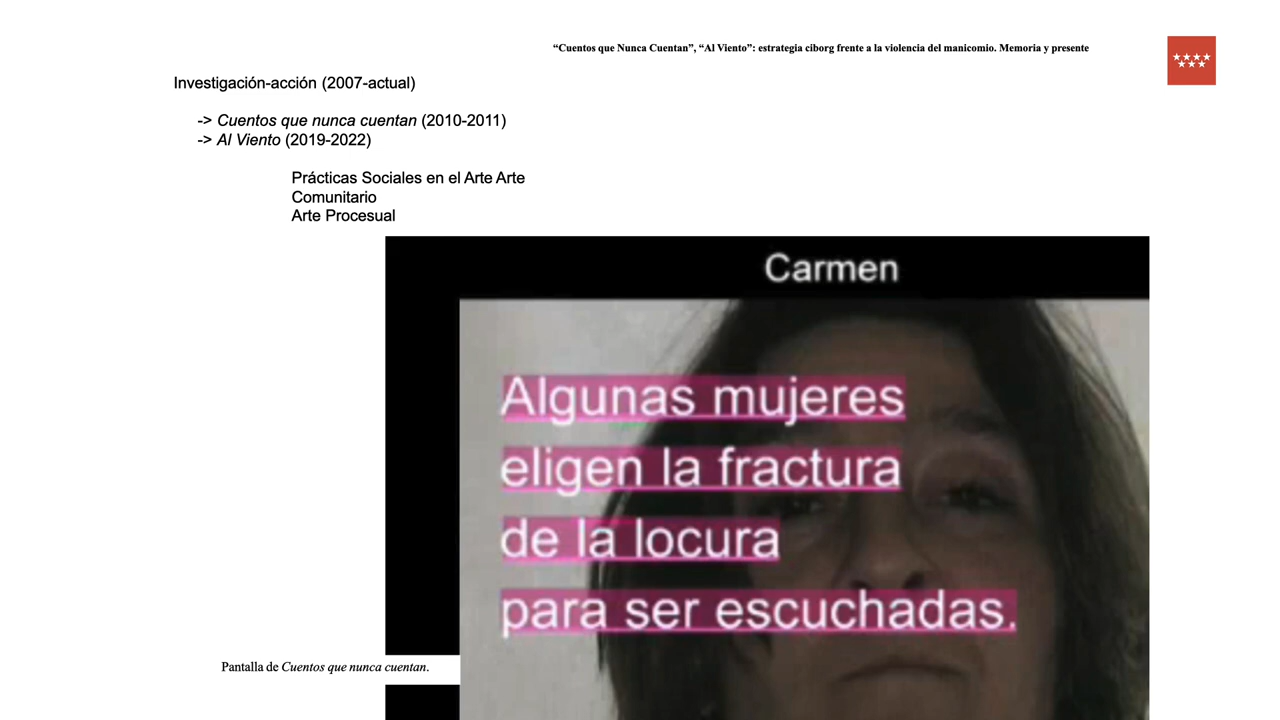 “Cuentos que Nunca Cuentan”, “Al Viento”: estrategia ciborg frente a la violencia del manicomio. Memoria y presente
Investigación-acción (2007-actual)
-> Cuentos que nunca cuentan (2010-2011)
-> Al Viento (2019-2022)
Prácticas Sociales en el Arte Arte
Comunitario
Arte Procesual
Carmen
Algunas mujeres
eligen la fractura
de la locura
para ser escuchadas.
Pantalla de Cuentos que nunca cuentan.